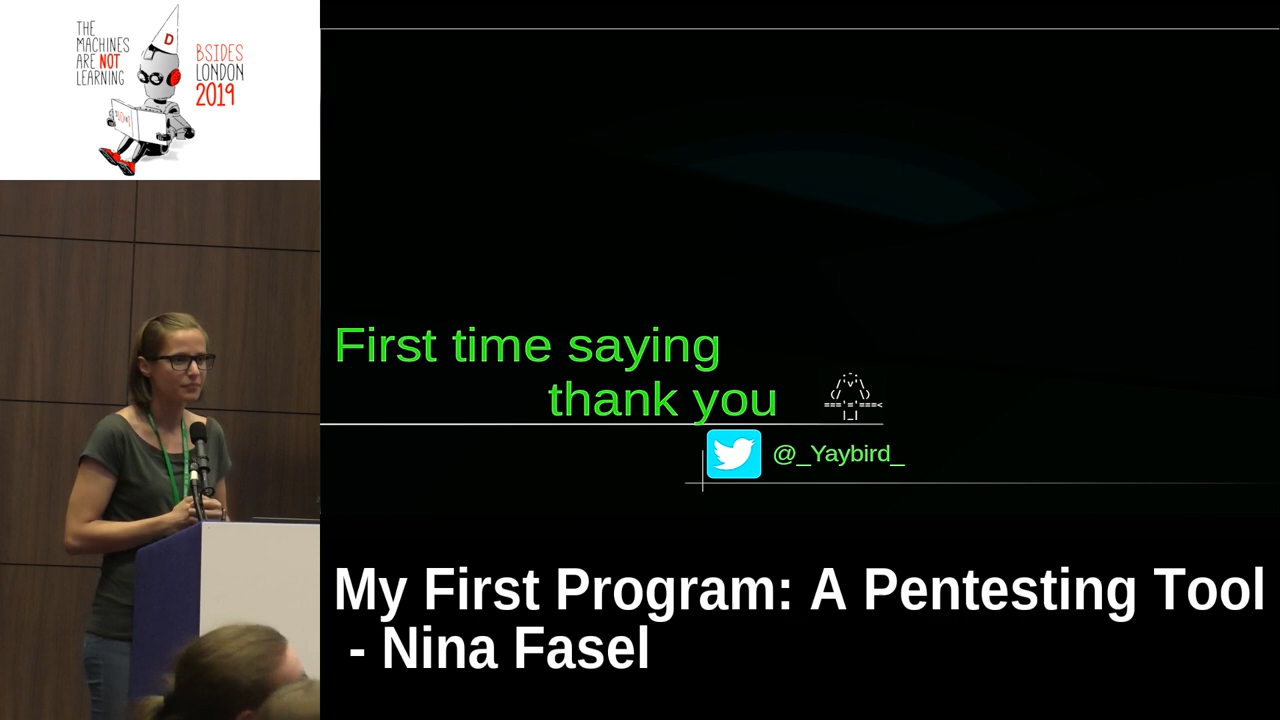 THE
MACHINES
ARE NOT
LEARNING
D
BSIDES
LONDON
2019
First time saying
thank you
@_Yaybird_
My First Program: A Pentesting Tool
- Nina Fasel